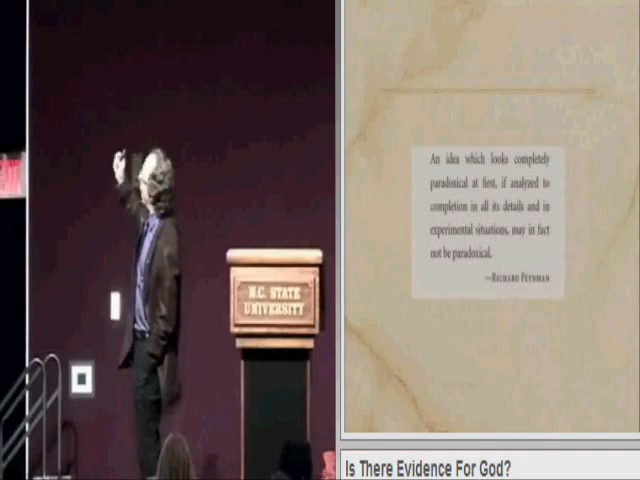 N.C. STATE
UNIVERSITY
An idea which looks completely
paradoxical at first, if analyzed to
completion in all its details and in
experimental situations, may in fact
not be paradoxical.
—RICHARD FEYNMAN
Is There Evidence For God?